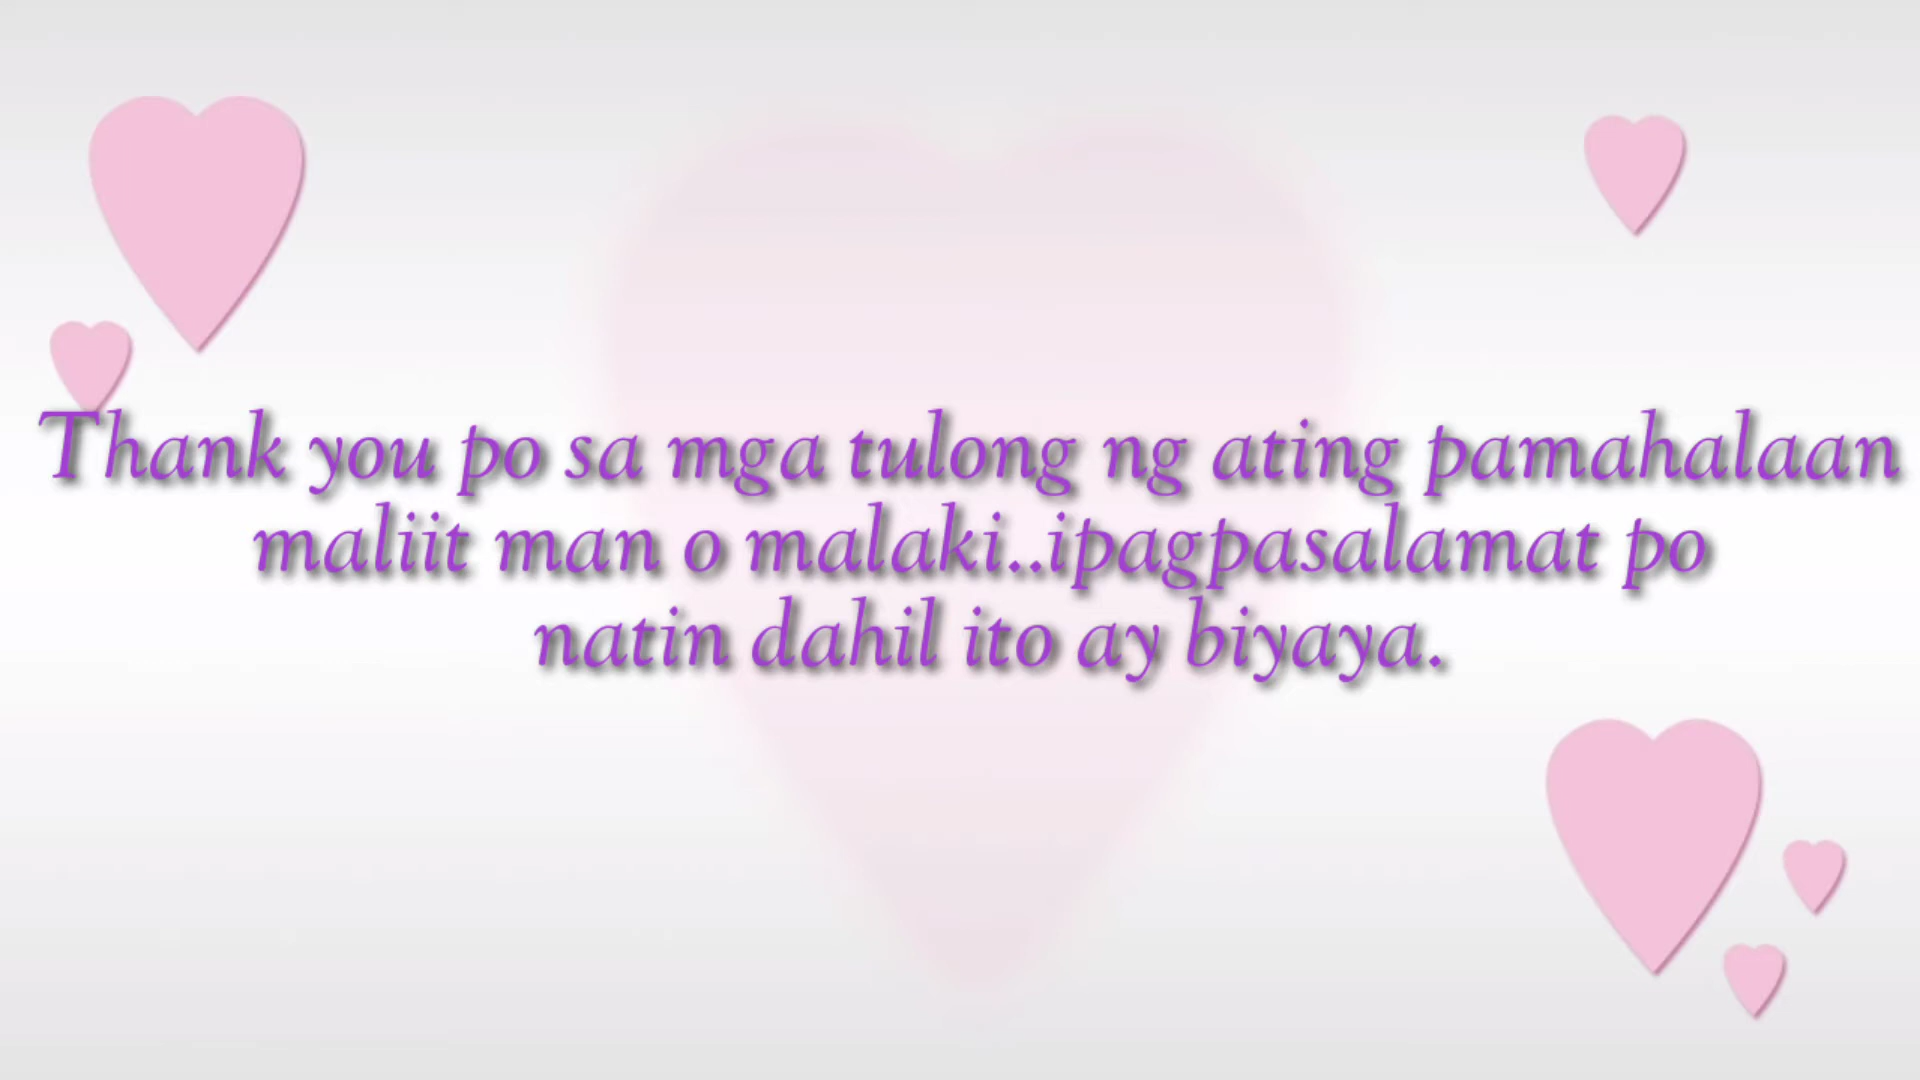 Thank you po sa mga tulong ng ating pamahalaan
maliit man o malaki..ipagpasalamat po
natin dahil ito ay biyaya.